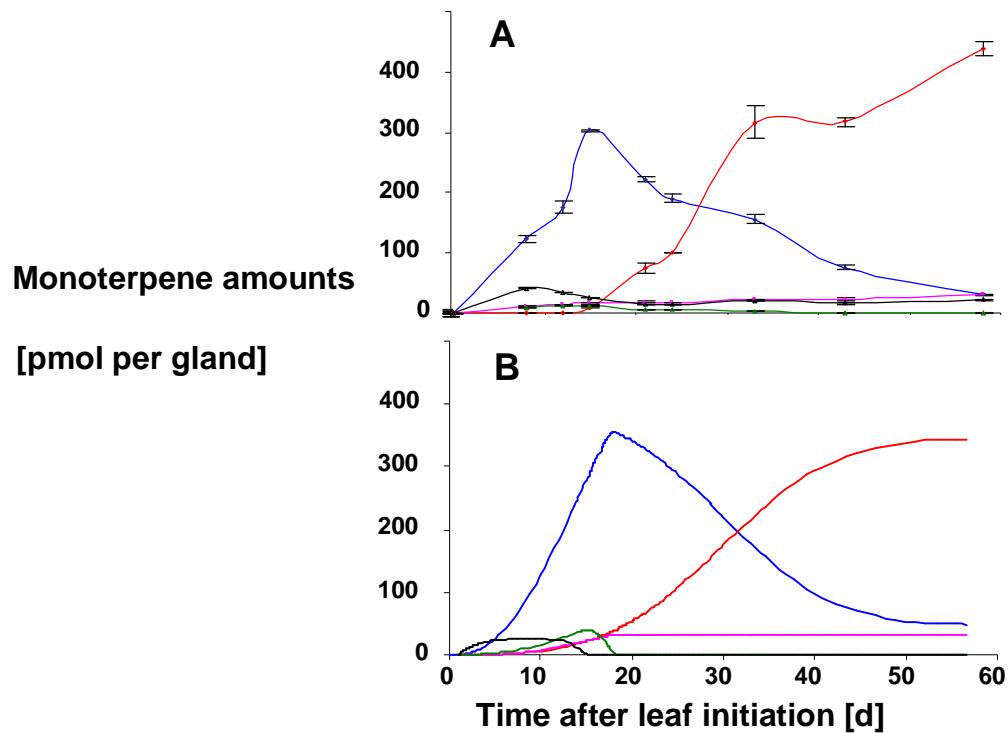 A
400
300
200
100
0
Monoterpene amounts
[pmol per gland]
B
400
300
200
100
0
0 10 20 30 40 50 60
Time after leaf initiation [d]